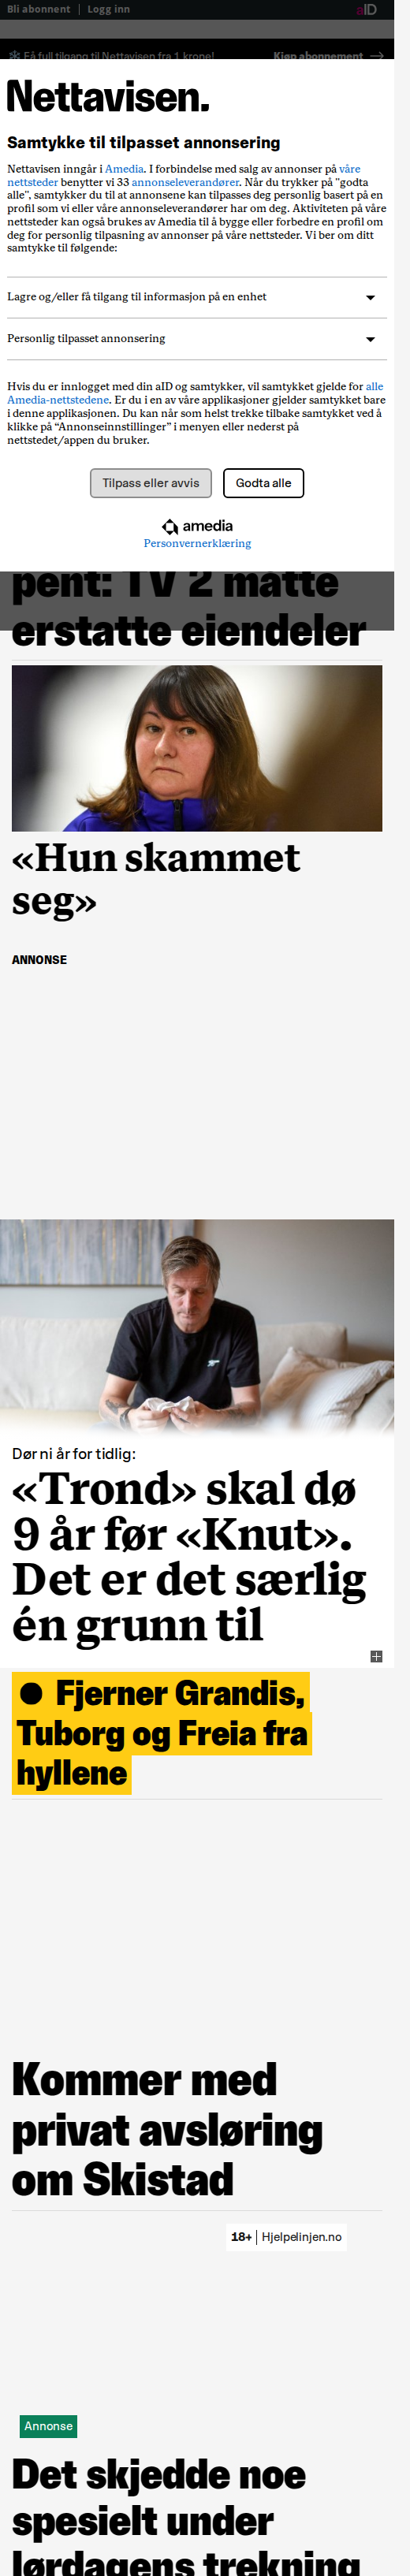 Bli abonnent | Logg inn
aID
Få full tilgang til Nettavisen fra 1 krone!
Kjøp abonnement →
Nettavisen.
Samtykke til tilpasset annonsering
Nettavisen inngår i Amedia. I forbindelse med salg av annonser på våre
nettsteder benytter vi 33 annonseleverandører. Når du trykker på "godta
alle", samtykker du til at annonsene kan tilpasses deg personlig basert på en
profil som vi eller våre annonseleverandører har om deg. Aktiviteten på våre
nettsteder kan også brukes av Amedia til å bygge eller forbedre en profil om
deg for personlig tilpasning av annonser på våre nettsteder. Vi ber om ditt
samtykke til følgende:
Lagre og/eller få tilgang til informasjon på en enhet
Personlig tilpasset annonsering
Hvis du er innlogget med din aID og samtykker, vil samtykket gjelde for alle
Amedia-nettstedene. Er du i en av våre applikasjoner gjelder samtykket bare
i denne applikasjonen. Du kan når som helst trekke tilbake samtykket ved å
klikke på “Annonseinnstillinger” i menyen eller nederst på
nettstedet/appen du bruker.
Tilpass eller avvis
Godta alle
amedia
Personvernerklæring
pent: TV 2 måtte
erstatte eiendeler
«Hun skammet
seg»
ANNONSE
Dør ni år for tidlig:
«Trond» skal dø
9 år før «Knut».
Det er det særlig
én grunn til
Fjerner Grandis,
Tuborg og Freia fra
hyllene
Kommer med
privat avsløring
om Skistad
18+ | Hjelpelinjen.no
Annonse
Det skjedde noe
spesielt under
lørdagens trekning